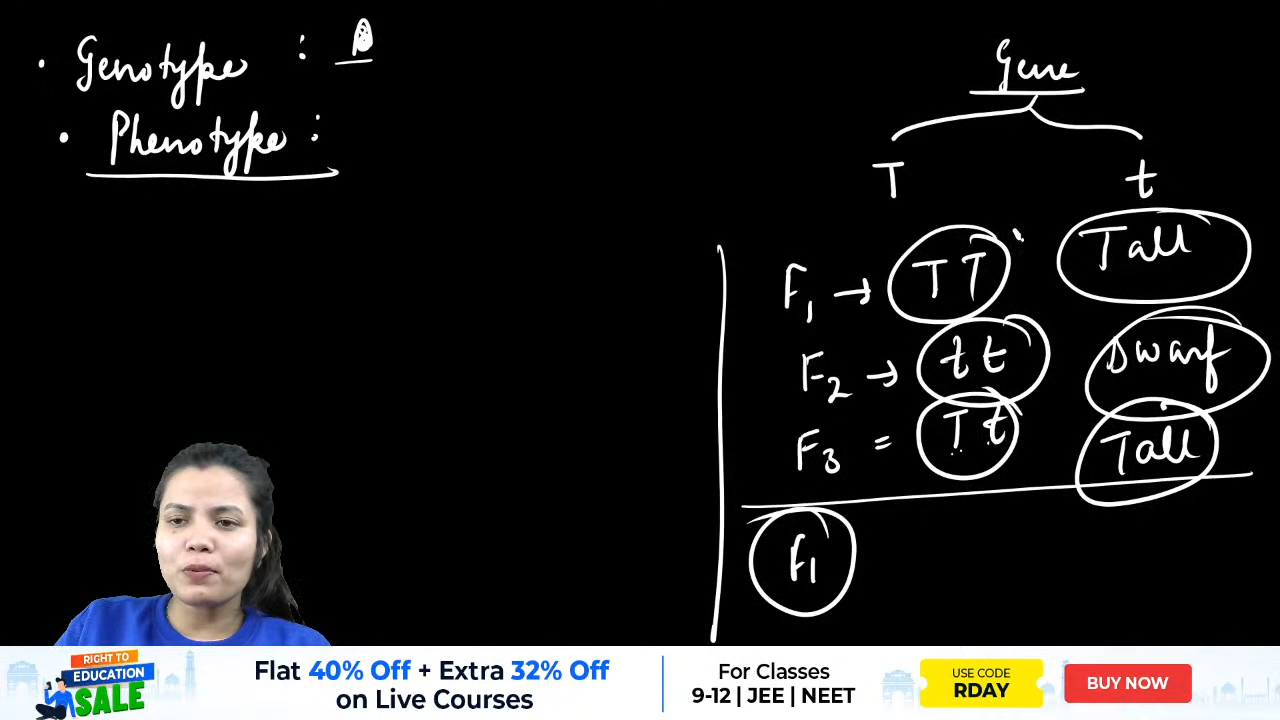 • Genotype :
• Phenotype :
Gene
T t
F1 → TT Tall
F2 → tt Dwarf
F3 = Tt Tall
F1
RIGHT TO
EDUCATION
SALE
Flat 40% Off + Extra 32% Off
on Live Courses
For Classes
9-12 | JEE | NEET
USE CODE
RDAY
BUY NOW